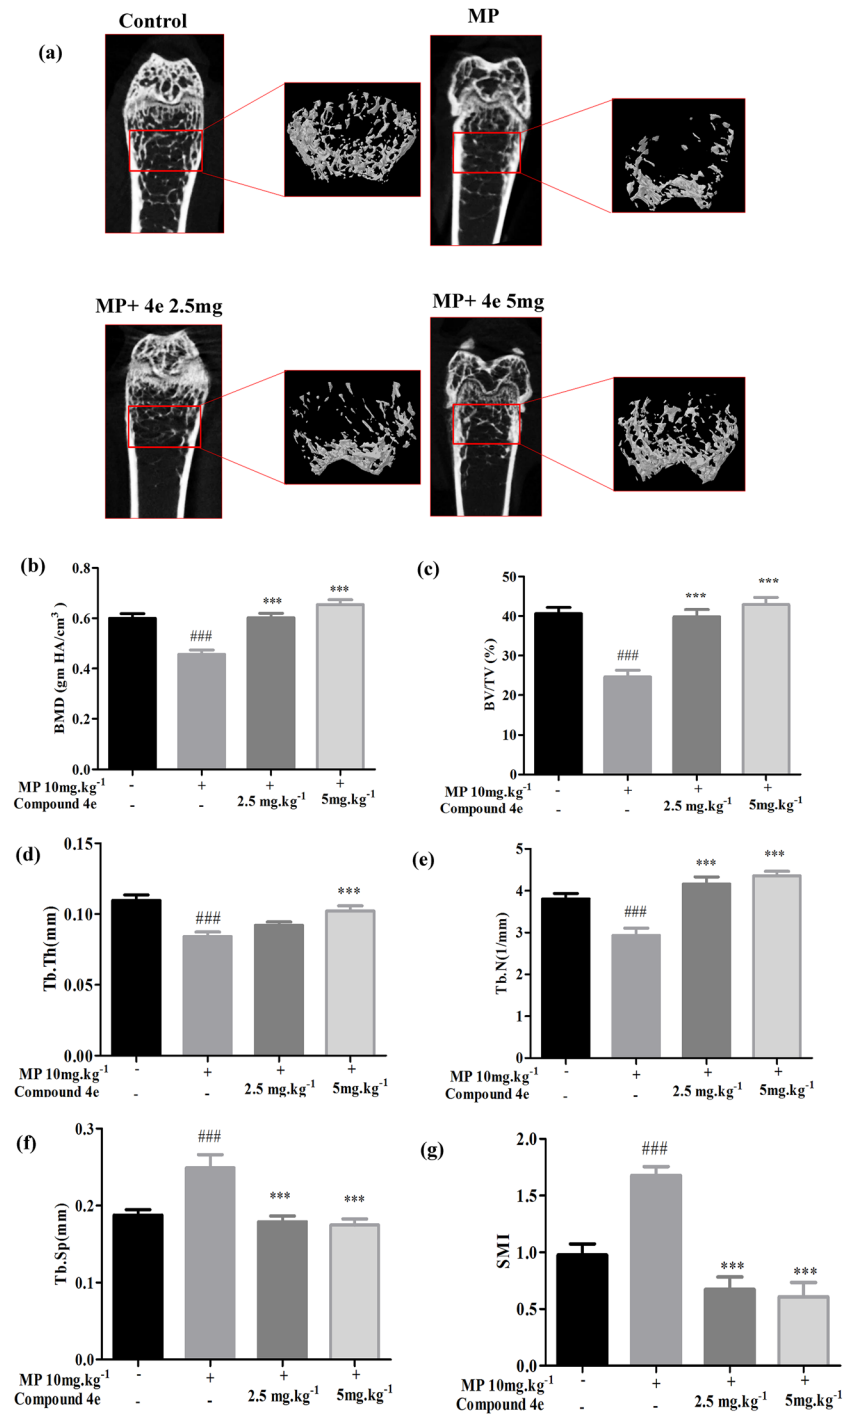 Control
MP
(a)
MP+ 4e 2.5mg
MP+ 4e 5mg
(b)
BMD (gm HA/cm³ )
0.8
0.6
0.4
0.2
0.0
###
***
***
MP 10mg.kg⁻¹ - + + +
Compound 4e - - 2.5 mg.kg⁻¹ 5mg.kg⁻¹
(c)
BV/TV (%)
50
40
30
20
10
0
###
***
***
MP 10mg.kg⁻¹ - + + +
Compound 4e - - 2.5 mg.kg⁻¹ 5mg.kg⁻¹
(d)
Tb.Th(mm)
0.15
0.10
0.05
0.00
###
***
MP 10mg.kg⁻¹ - + + +
Compound 4e - - 2.5 mg.kg⁻¹ 5mg.kg⁻¹
(e)
Tb.N(1/mm)
5
4
3
2
1
0
###
***
***
MP 10mg.kg⁻¹ - + + +
Compound 4e - - 2.5 mg.kg⁻¹ 5mg.kg⁻¹
(f)
Tb.Sp(mm)
0.3
0.2
0.1
0.0
###
***
***
MP 10mg.kg⁻¹ - + + +
Compound 4e - - 2.5 mg.kg⁻¹ 5mg.kg⁻¹
(g)
SMI
2.0
1.5
1.0
0.5
0.0
###
***
***
MP 10mg.kg⁻¹ - + + +
Compound 4e - - 2.5 mg.kg⁻¹ 5mg.kg⁻¹